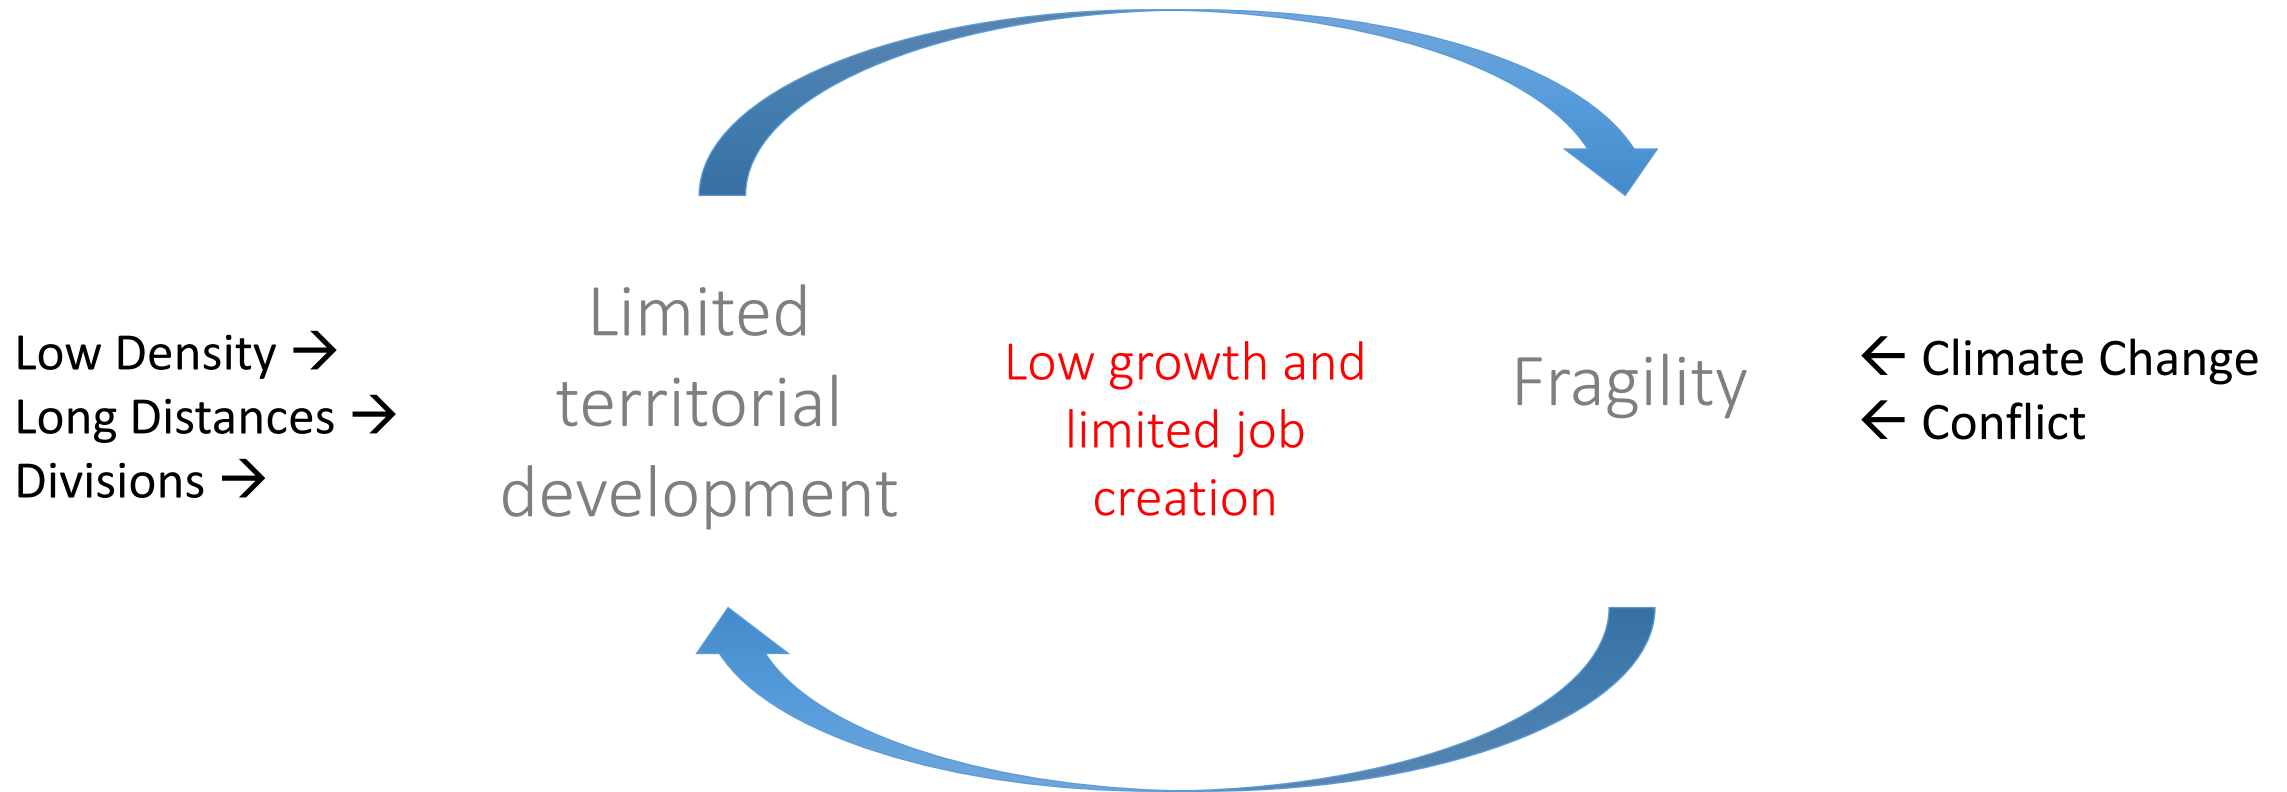 Low Density →
Long Distances →
Divisions →
Limited
territorial
development
Low growth and
limited job
creation
Fragility
← Climate Change
← Conflict